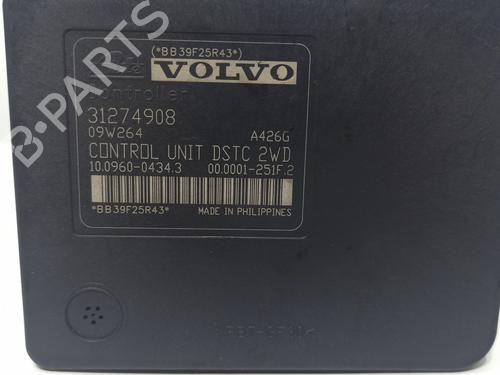 (*BB39F25R43*)
VOLVO
Controller
31274908
09W264 A426G
CONTROL UNIT DSTC 2WD
10.0960-0434.3 00.0001-251F.2
*BB39F25R43* MADE IN PHILIPPINES
B-PARTS